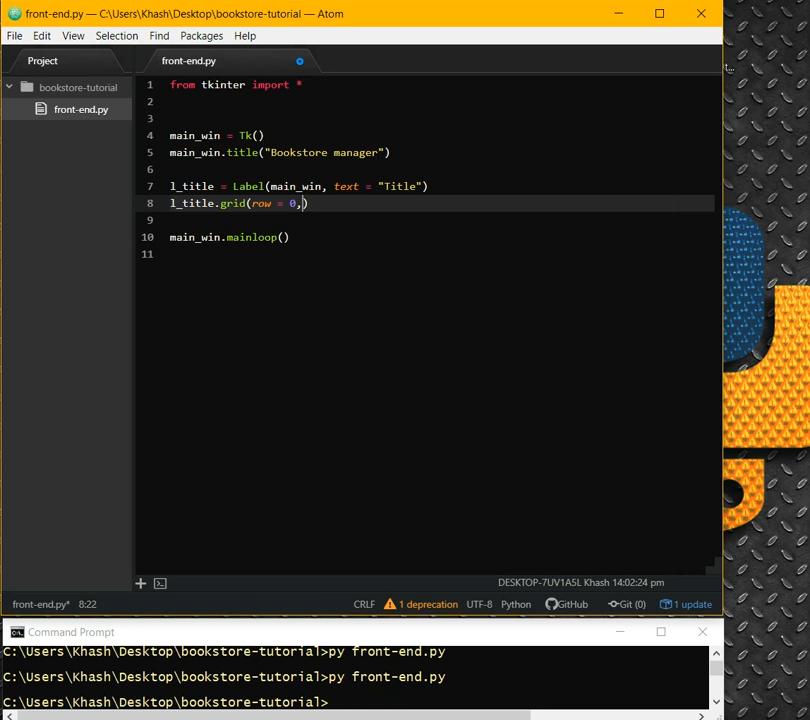 front-end.py — C:\Users\Khash\Desktop\bookstore-tutorial — Atom
File Edit View Selection Find Packages Help
Project
front-end.py
bookstore-tutorial
front-end.py
1 from tkinter import *
2
3
4 main_win = Tk()
5 main_win.title("Bookstore manager")
6
7 l_title = Label(main_win, text = "Title")
8 l_title.grid(row = 0,)
9
10 main_win.mainloop()
11
DESKTOP-7UV1A5L Khash 14:02:24 pm
front-end.py* 8:22 CRLF 1 deprecation UTF-8 Python GitHub Git (0) 1 update
Command Prompt
C:\Users\Khash\Desktop\bookstore-tutorial>py front-end.py
C:\Users\Khash\Desktop\bookstore-tutorial>py front-end.py
C:\Users\Khash\Desktop\bookstore-tutorial>